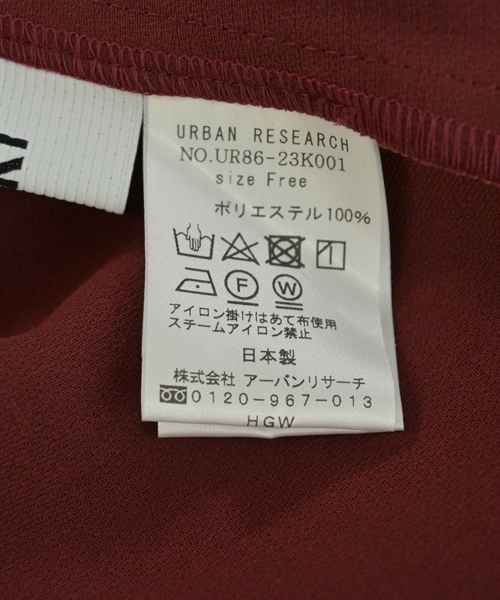 URBAN RESEARCH
NO.UR86-23K001
size Free
ポリエステル100%
F W
アイロン掛けはあて布使用
スチームアイロン禁止
日本製
株式会社 アーバンリサーチ
0120-967-013
HGW